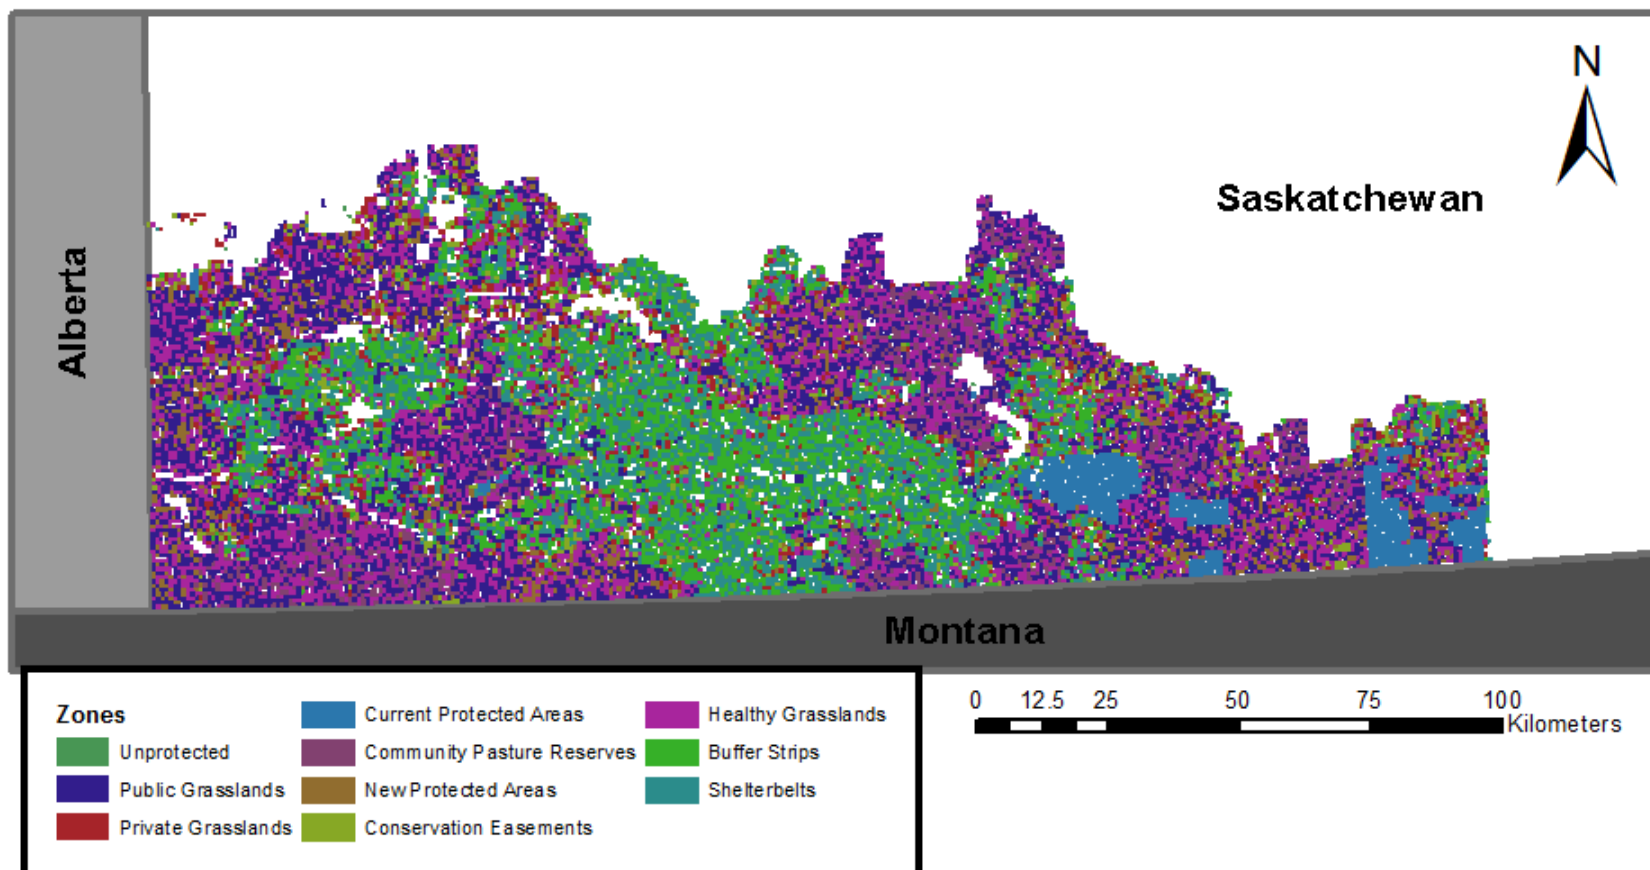 N
Saskatchewan
Alberta
Montana
Zones
Unprotected
Public Grasslands
Private Grasslands
Current Protected Areas
Community Pasture Reserves
New Protected Areas
Conservation Easements
Healthy Grasslands
Buffer Strips
Shelterbelts
0 12.5 25 50 75 100
Kilometers